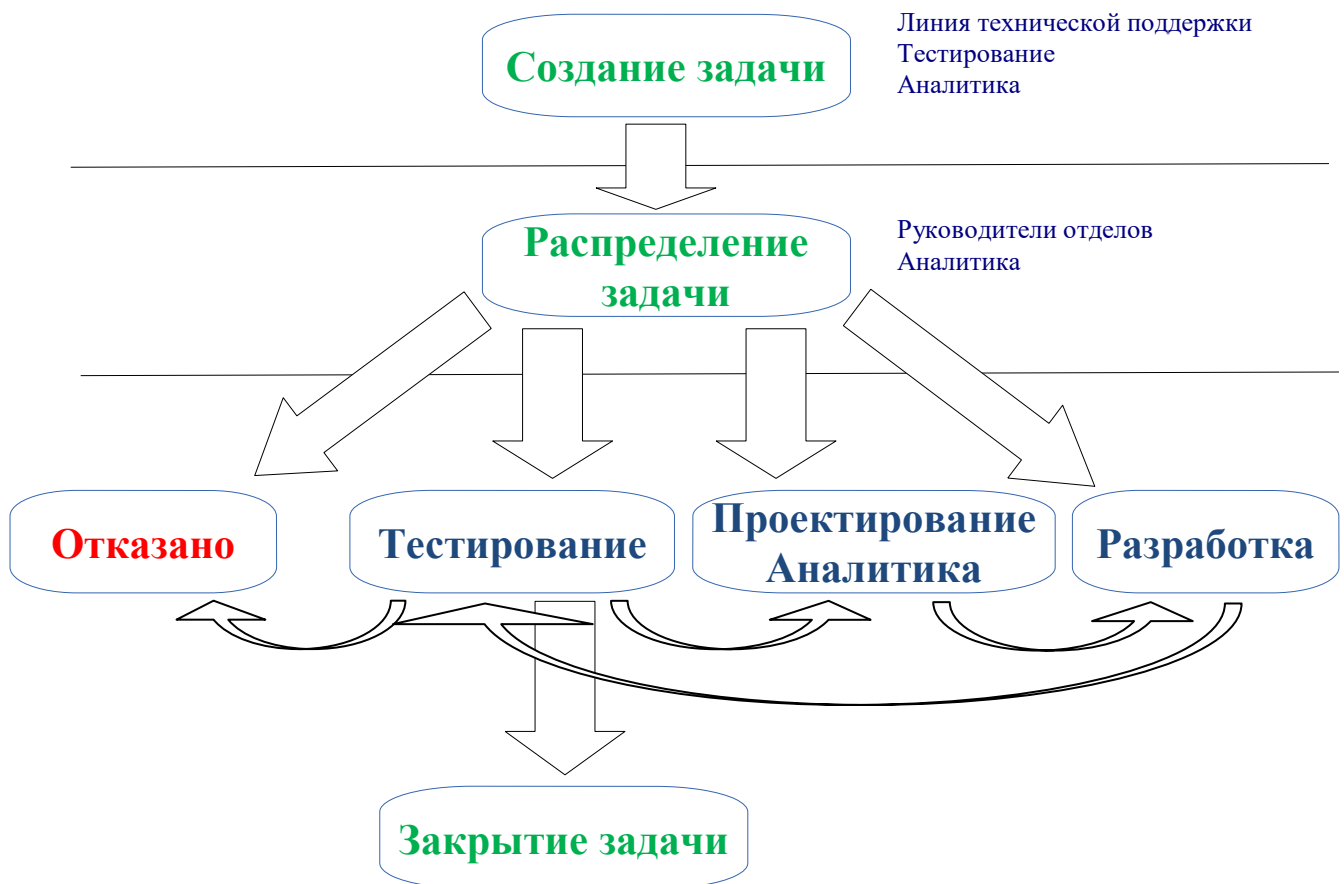 Создание задачи
Линия технической поддержки
Тестирование
Аналитика
Распределение
задачи
Руководители отделов
Аналитика
Отказано
Тестирование
Проектирование
Аналитика
Разработка
Закрытие задачи